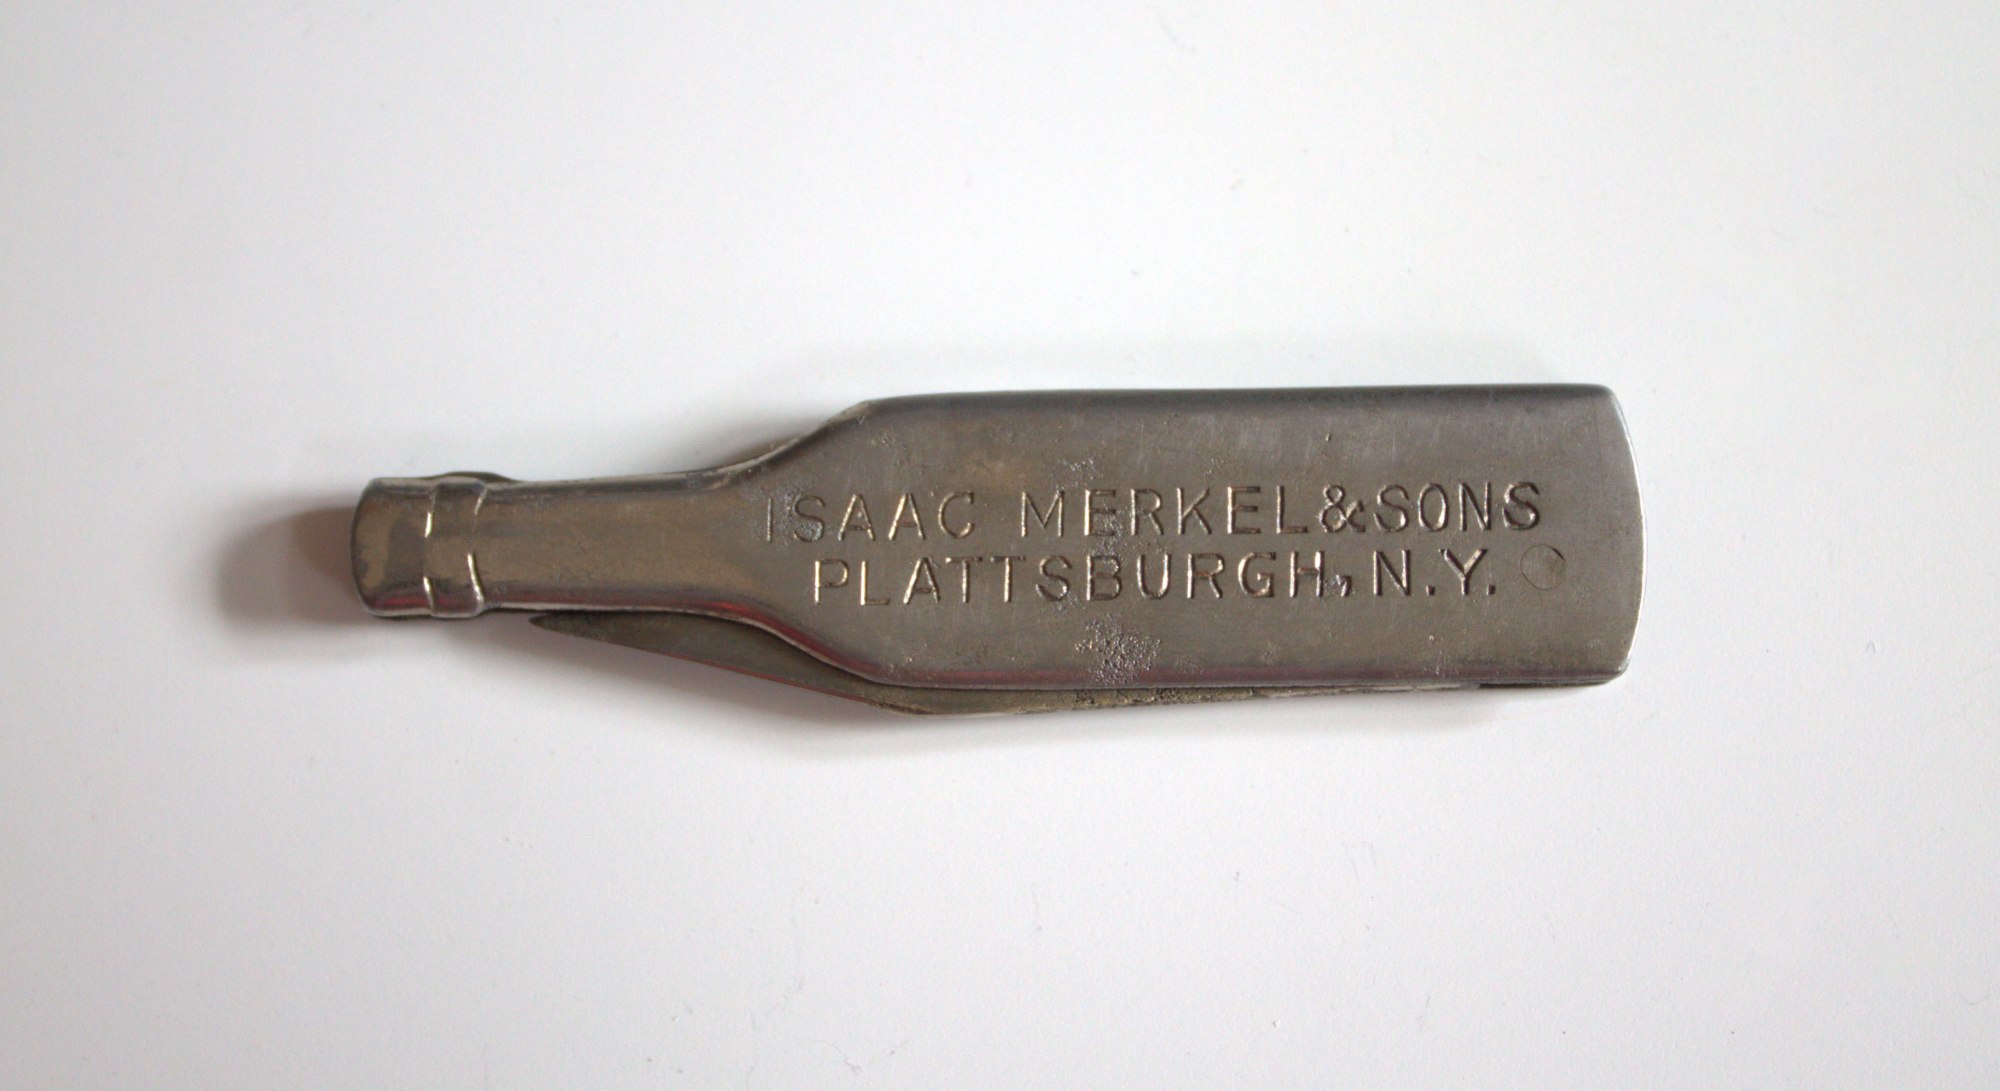 ISAAC MERKEL&SONS
PLATTSBURGH, N.Y.